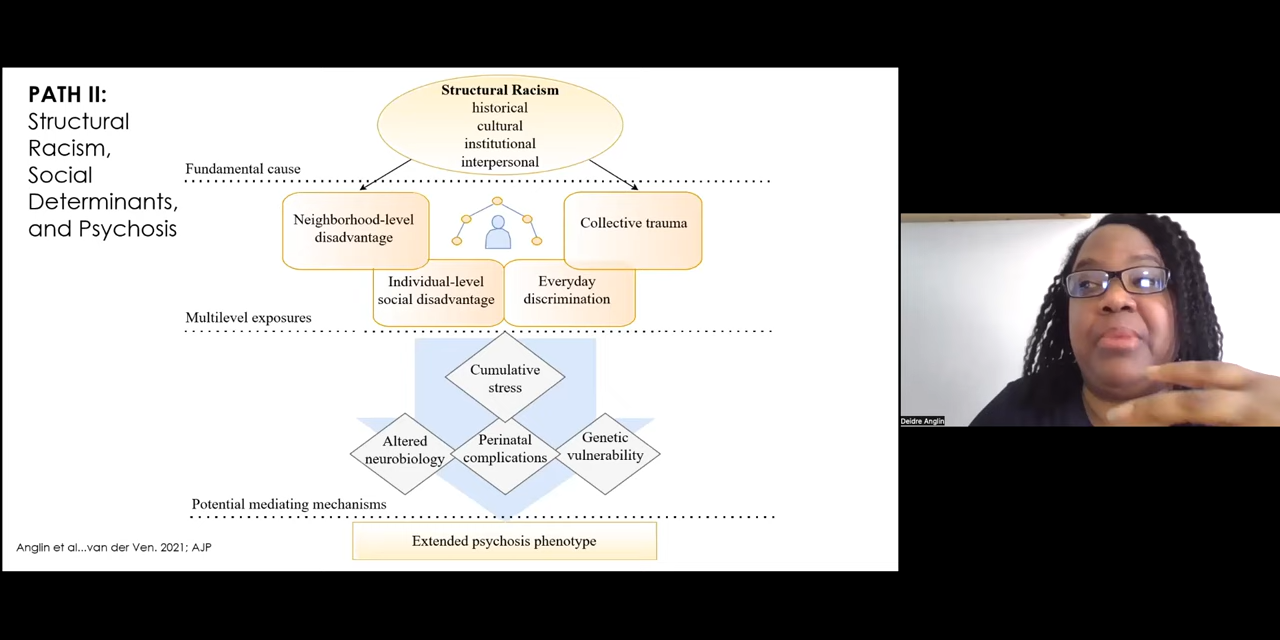 PATH II:
Structural
Racism,
Social
Determinants,
and Psychosis
Structural Racism
historical
cultural
institutional
interpersonal
Fundamental cause
Neighborhood-level
disadvantage
Collective trauma
Individual-level
social disadvantage
Everyday
discrimination
Multilevel exposures
Cumulative
stress
Altered
neurobiology
Perinatal
complications
Genetic
vulnerability
Potential mediating mechanisms
Extended psychosis phenotype
Anglin et al...van der Ven. 2021; AJP
Deidre Anglin